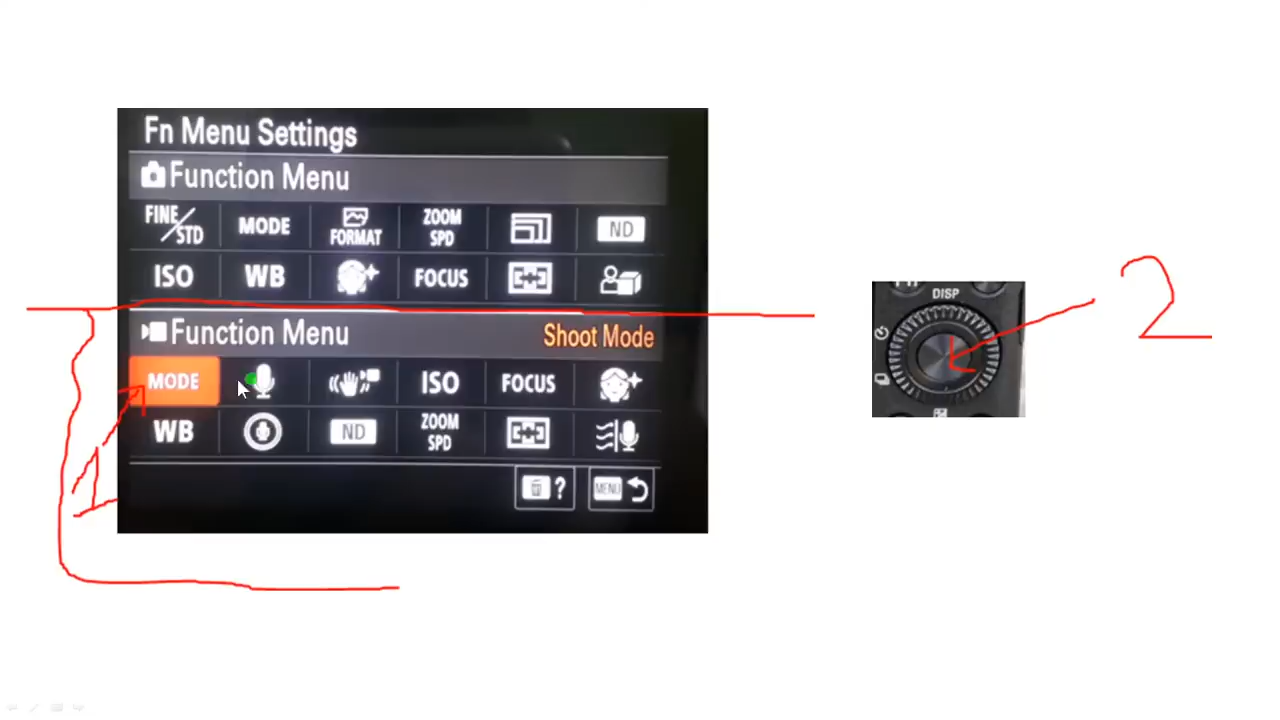 Fn Menu Settings
Function Menu
FINE/STD MODE FORMAT ZOOM SPD ND
ISO WB FOCUS
Function Menu Shoot Mode
MODE ISO FOCUS
WB ND ZOOM SPD
? MENU
DISP
1
2